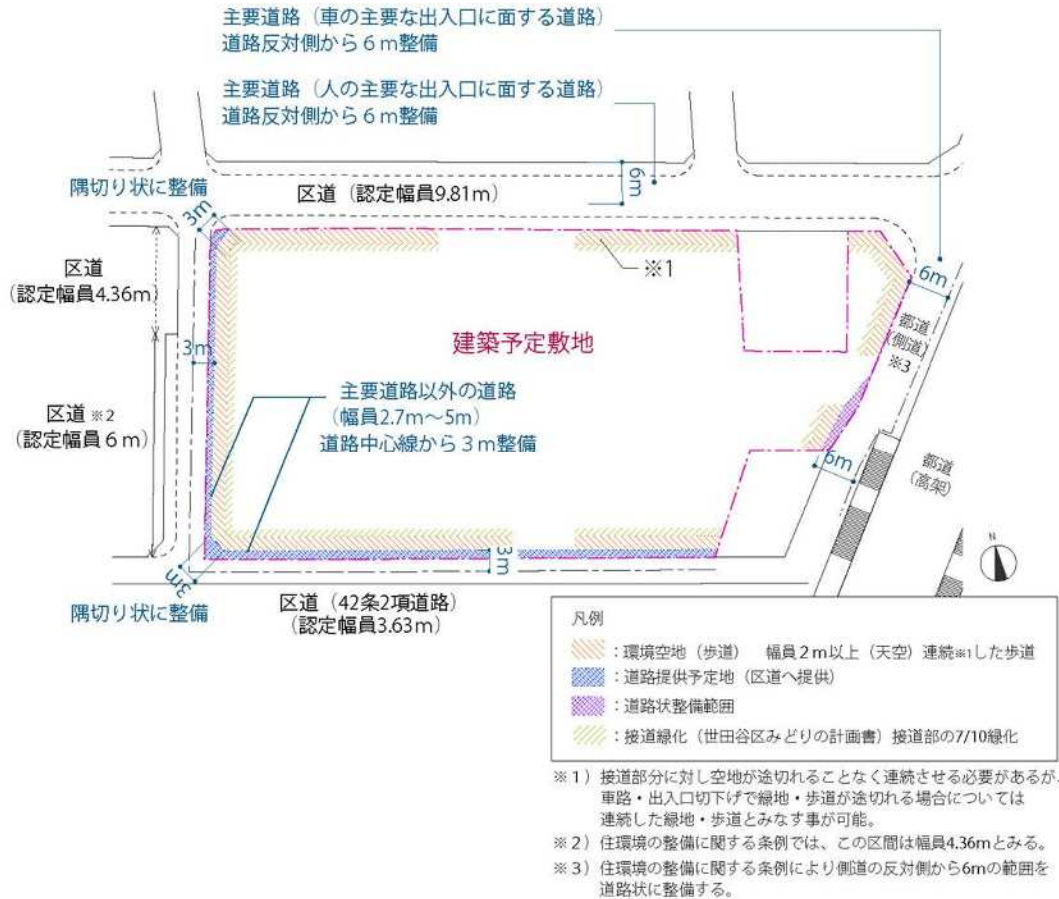 主要道路（車の主要な出入口に面する道路）
道路反対側から６ｍ整備
主要道路（人の主要な出入口に面する道路）
道路反対側から６ｍ整備
隅切り状に整備
3m
区道（認定幅員9.81m）
6m
※1
区道
（認定幅員4.36m）
6m
都道
（側道）
※3
建築予定敷地
3m
主要道路以外の道路
（幅員2.7m～5m）
道路中心線から３ｍ整備
区道※2
（認定幅員６ｍ）
6m
都道
（高架）
N
3m
3m
隅切り状に整備
区道（42条2項道路）
（認定幅員3.63m）
凡例
：環境空地（歩道）　幅員２ｍ以上（天空）連続※1した歩道
：道路提供予定地（区道へ提供）
：道路状整備範囲
：接道緑化（世田谷区みどりの計画書）接道部の7/10緑化
※１）接道部分に対し空地が途切れることなく連続させる必要があるが、
車路・出入口切下げで緑地・歩道が途切れる場合については
連続した緑地・歩道とみなす事が可能。
※２）住環境の整備に関する条例では、この区間は幅員4.36mとみる。
※３）住環境の整備に関する条例により側道の反対側から6mの範囲を
道路状に整備する。